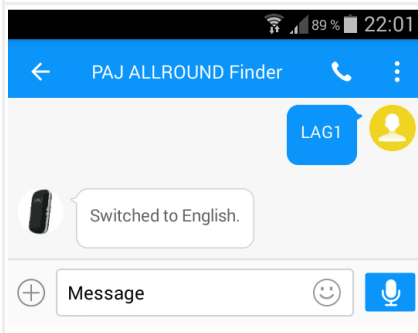 89 % 22:01
PAJ ALLROUND Finder
LAG1
Switched to English.
Message